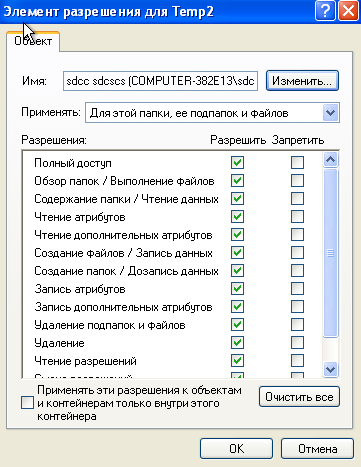 Элемент разрешения для Temp2
Объект
Имя: sdcc sdcscs (COMPUTER-382E13\sdc Изменить...
Применять: Для этой папки, ее подпапок и файлов
Разрешения: Разрешить Запретить
Полный доступ
Обзор папок / Выполнение файлов
Содержание папки / Чтение данных
Чтение атрибутов
Чтение дополнительных атрибутов
Создание файлов / Запись данных
Создание папок / Дозапись данных
Запись атрибутов
Запись дополнительных атрибутов
Удаление подпапок и файлов
Удаление
Чтение разрешений
Применять эти разрешения к объектам
и контейнерам только внутри этого
контейнера
Очистить все
OK Отмена